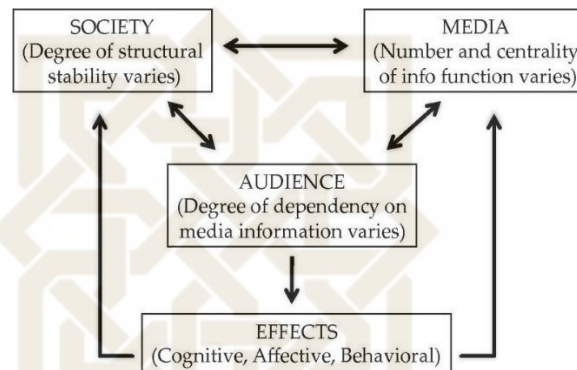 SOCIETY
(Degree of structural
stability varies)
MEDIA
(Number and centrality
of info function varies)
AUDIENCE
(Degree of dependency on
media information varies)
EFFECTS
(Cognitive, Affective, Behavioral)